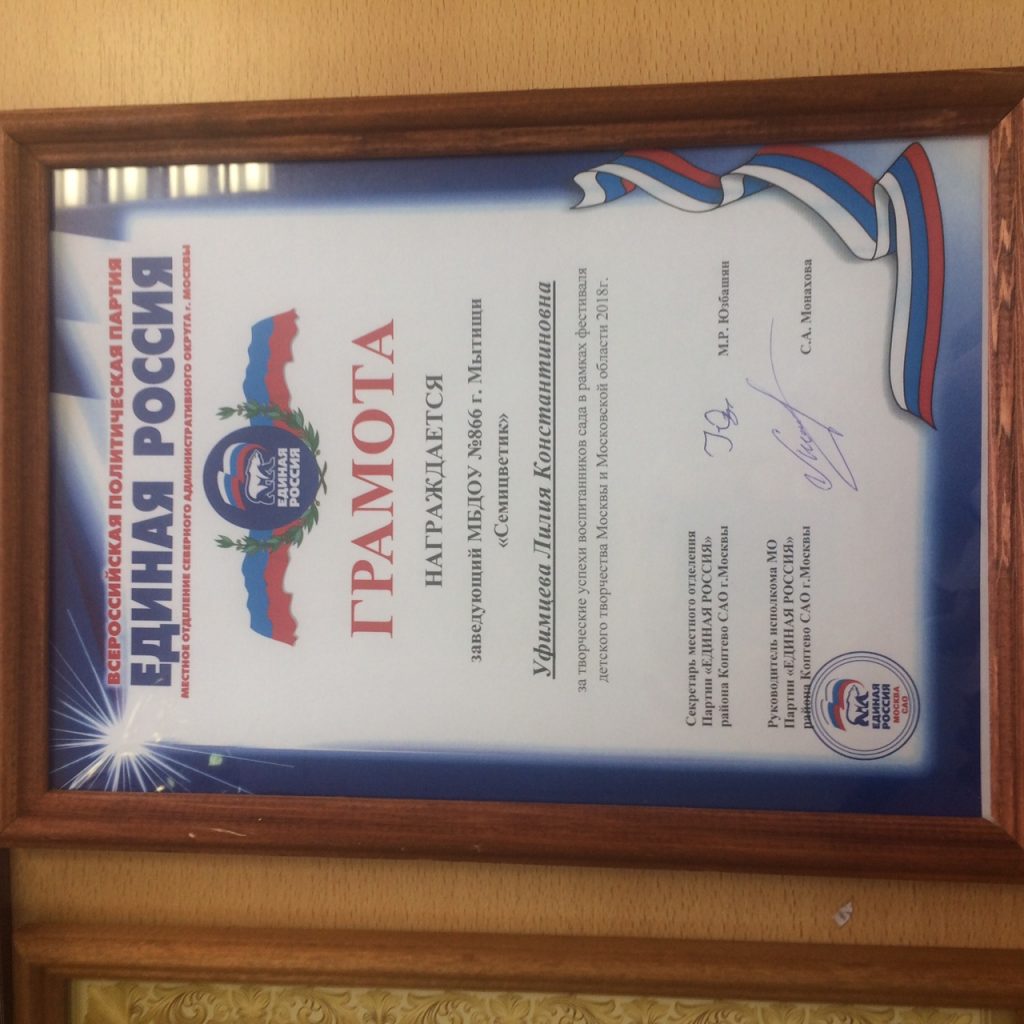 ВСЕРОССИЙСКАЯ ПОЛИТИЧЕСКАЯ ПАРТИЯ
ЕДИНАЯ РОССИЯ
МЕСТНОЕ ОТДЕЛЕНИЕ СЕВЕРНОГО АДМИНИСТРАТИВНОГО ОКРУГА г. МОСКВЫ
ЕДИНАЯ
РОССИЯ
ГРАМОТА
НАГРАЖДАЕТСЯ
заведующий МБДОУ №866 г. Мытищи
«Семицветик»
Уфимцева Лилия Константиновна
за творческие успехи воспитанников сада в рамках фестиваля
детского творчества Москвы и Московской области 2018г.
Секретарь местного отделения
Партии «ЕДИНАЯ РОССИЯ»
района Коптево САО г.Москвы
М.Р. Юзбашян
Руководитель исполкома МО
Партии «ЕДИНАЯ РОССИЯ»
района Коптево САО г.Москвы
С.А. Монахова
ЕДИНАЯ
РОССИЯ
МОСКВА
САО